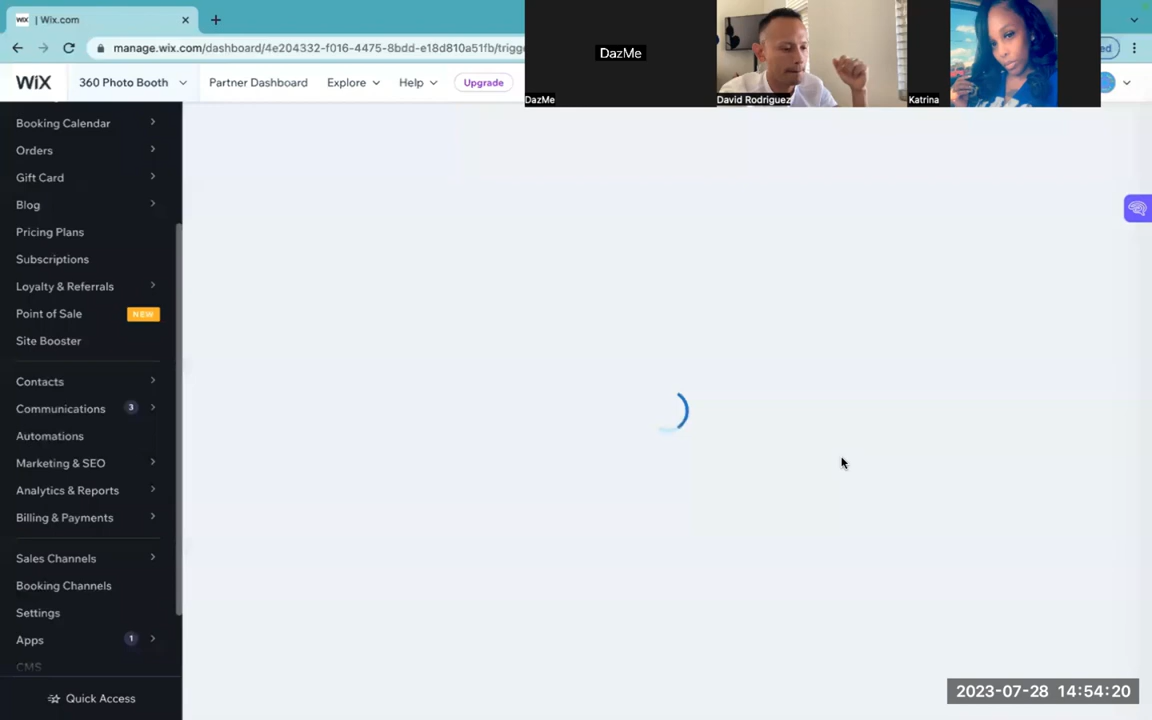 WiX | Wix.com
manage.wix.com/dashboard/4e204332-f016-4475-8bdd-e18d810a51fb/trigge
DazMe
DazMe
David Rodriguez
Katrina
WiX
360 Photo Booth
Partner Dashboard
Explore
Help
Upgrade
Booking Calendar
Orders
Gift Card
Blog
Pricing Plans
Subscriptions
Loyalty & Referrals
Point of Sale NEW
Site Booster
Contacts
Communications 3
Automations
Marketing & SEO
Analytics & Reports
Billing & Payments
Sales Channels
Booking Channels
Settings
Apps 1
CMS
Quick Access
2023-07-28 14:54:20